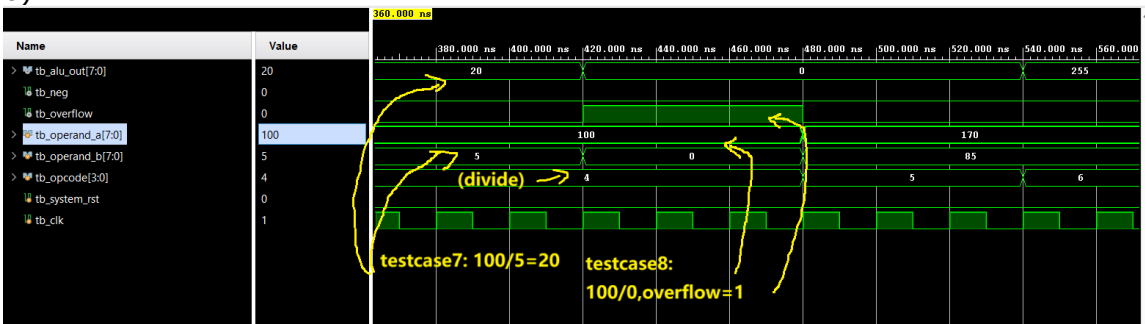 360.000 ns
Name Value
380.000 ns 400.000 ns 420.000 ns 440.000 ns 460.000 ns 480.000 ns 500.000 ns 520.000 ns 540.000 ns 560.000
tb_alu_out[7:0] 20 20 0 255
tb_neg 0
tb_overflow 0
tb_operand_a[7:0] 100 100 170
tb_operand_b[7:0] 5 5 0 85
tb_opcode[3:0] 4 (divide) 4 5 6
tb_system_rst 0
tb_clk 1
testcase7: 100/5=20
testcase8:
100/0,overflow=1